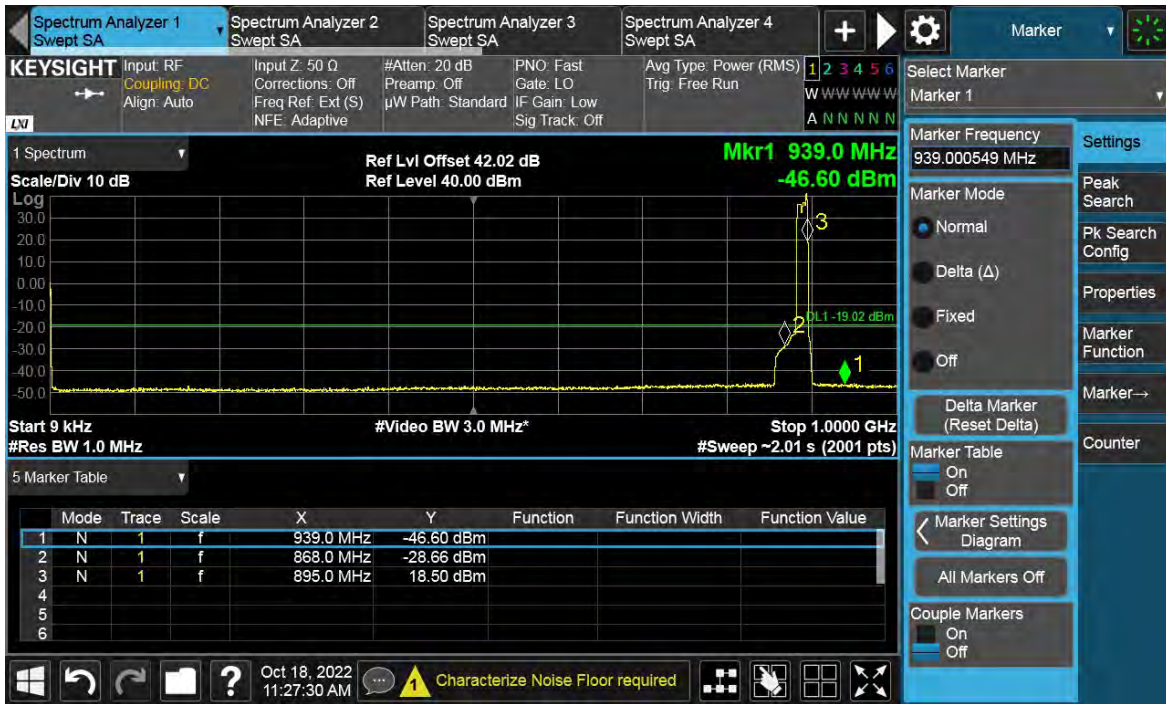 Spectrum Analyzer 1
Swept SA
Spectrum Analyzer 2
Swept SA
Spectrum Analyzer 3
Swept SA
Spectrum Analyzer 4
Swept SA
Marker
KEYSIGHT
LXI
Input: RF
Coupling: DC
Align: Auto
Input Z: 50 Ω
Corrections: Off
Freq Ref: Ext (S)
NFE: Adaptive
#Atten: 20 dB
Preamp: Off
µW Path: Standard
PNO: Fast
Gate: LO
IF Gain: Low
Sig Track: Off
Avg Type: Power (RMS)
Trig: Free Run
1 2 3 4 5 6
W W W W W W
A N N N N N
1 Spectrum
Scale/Div 10 dB
Ref Lvl Offset 42.02 dB
Ref Level 40.00 dBm
Mkr1 939.0 MHz
-46.60 dBm
Log
30.0
20.0
10.0
0.00
-10.0
-20.0
-30.0
-40.0
-50.0
3
2
DL1 -19.02 dBm
1
Start 9 kHz
#Res BW 1.0 MHz
#Video BW 3.0 MHz*
Stop 1.0000 GHz
#Sweep ~2.01 s (2001 pts)
5 Marker Table
Mode Trace Scale X Y Function Function Width Function Value
1 N 1 f 939.0 MHz -46.60 dBm
2 N 1 f 868.0 MHz -28.66 dBm
3 N 1 f 895.0 MHz 18.50 dBm
4
5
6
Oct 18, 2022
11:27:30 AM
?
1
Characterize Noise Floor required
Select Marker
Marker 1
Marker Frequency
939.000549 MHz
Marker Mode
Normal
Delta (Δ)
Fixed
Off
Delta Marker
(Reset Delta)
Marker Table
On
Off
Marker Settings
Diagram
All Markers Off
Couple Markers
On
Off
Settings
Peak
Search
Pk Search
Config
Properties
Marker
Function
Marker→
Counter